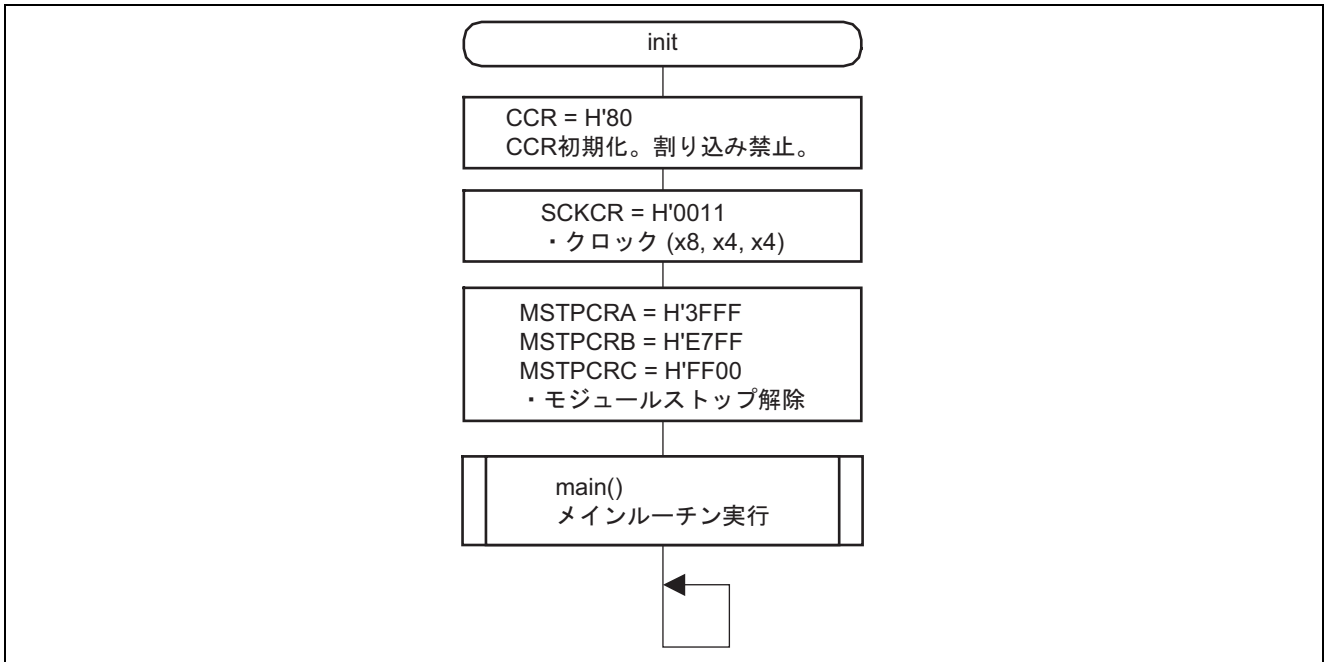 init
CCR = H'80
CCR初期化。割り込み禁止。
SCKCR = H'0011
・クロック (x8, x4, x4)
MSTPCRA = H'3FFF
MSTPCRB = H'E7FF
MSTPCRC = H'FF00
・モジュールストップ解除
main()
メインルーチン実行